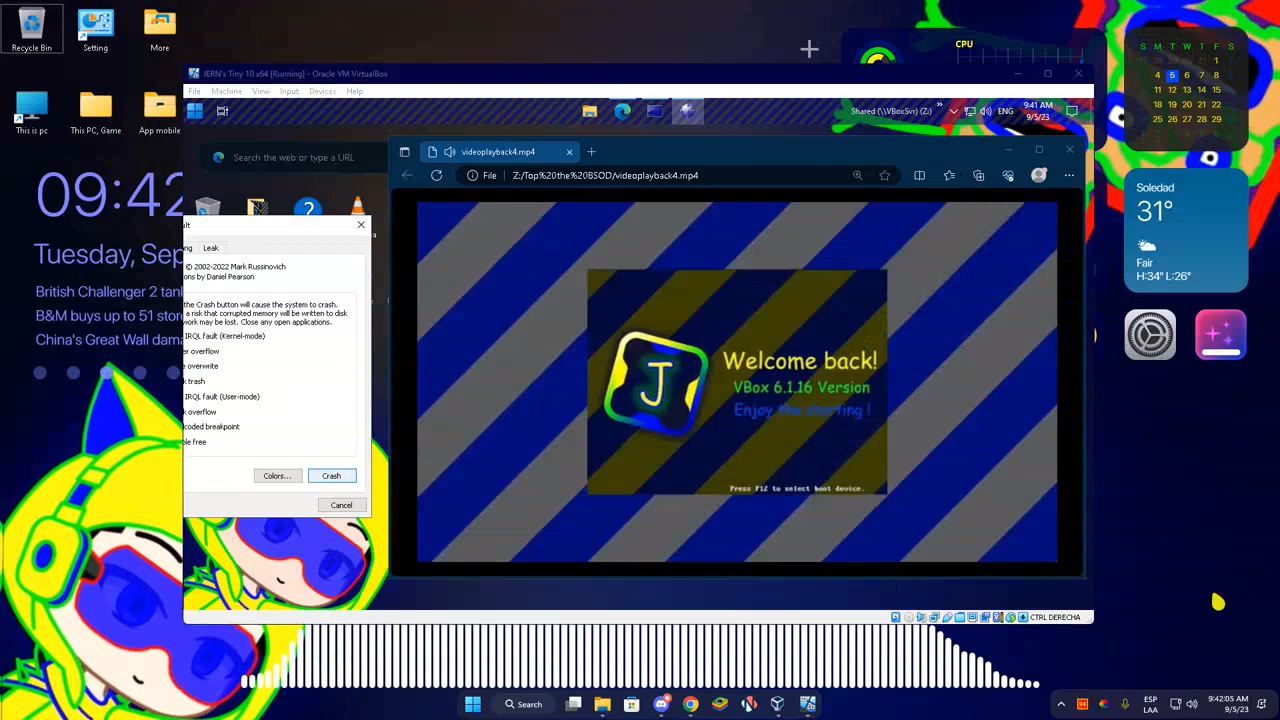 Recycle Bin
Setting
More
This is pc
This PC, Game
App mobile
09:42
Tuesday, Sep
British Challenger 2 tan
B&M buys up to 51 store
China's Great Wall dama
JERN's Tiny 10 x64 [Running] - Oracle VM VirtualBox
File Machine View Input Devices Help
Shared (\\VBoxSvr) (Z:)
ENG
9:41 AM
9/5/23
Search the web or type a URL
videoplayback4.mp4
File
Z:/Top%20the%20BSOD/videoplayback4.mp4
ult
ang
Leak
© 2002-2022 Mark Russinovich
ons by Daniel Pearson
the Crash button will cause the system to crash.
a risk that corrupted memory will be written to disk
work may be lost. Close any open applications.
IRQL fault (Kernel-mode)
er overflow
e overwrite
k trash
IRQL fault (User-mode)
k overflow
coded breakpoint
ble free
Colors...
Crash
Cancel
J
Welcome back!
VBox 6.1.16 Version
Enjoy the starting !
Press F12 to select boot device.
CTRL DERECHA
CPU
S M T W T F S
1
4 5 6 7 8
11 12 13 14 15
18 19 20 21 22
25 26 27 28 29
Soledad
31°
Fair
H:34° L:26°
Search
94
ESP
LAA
9:42:05 AM
9/5/23